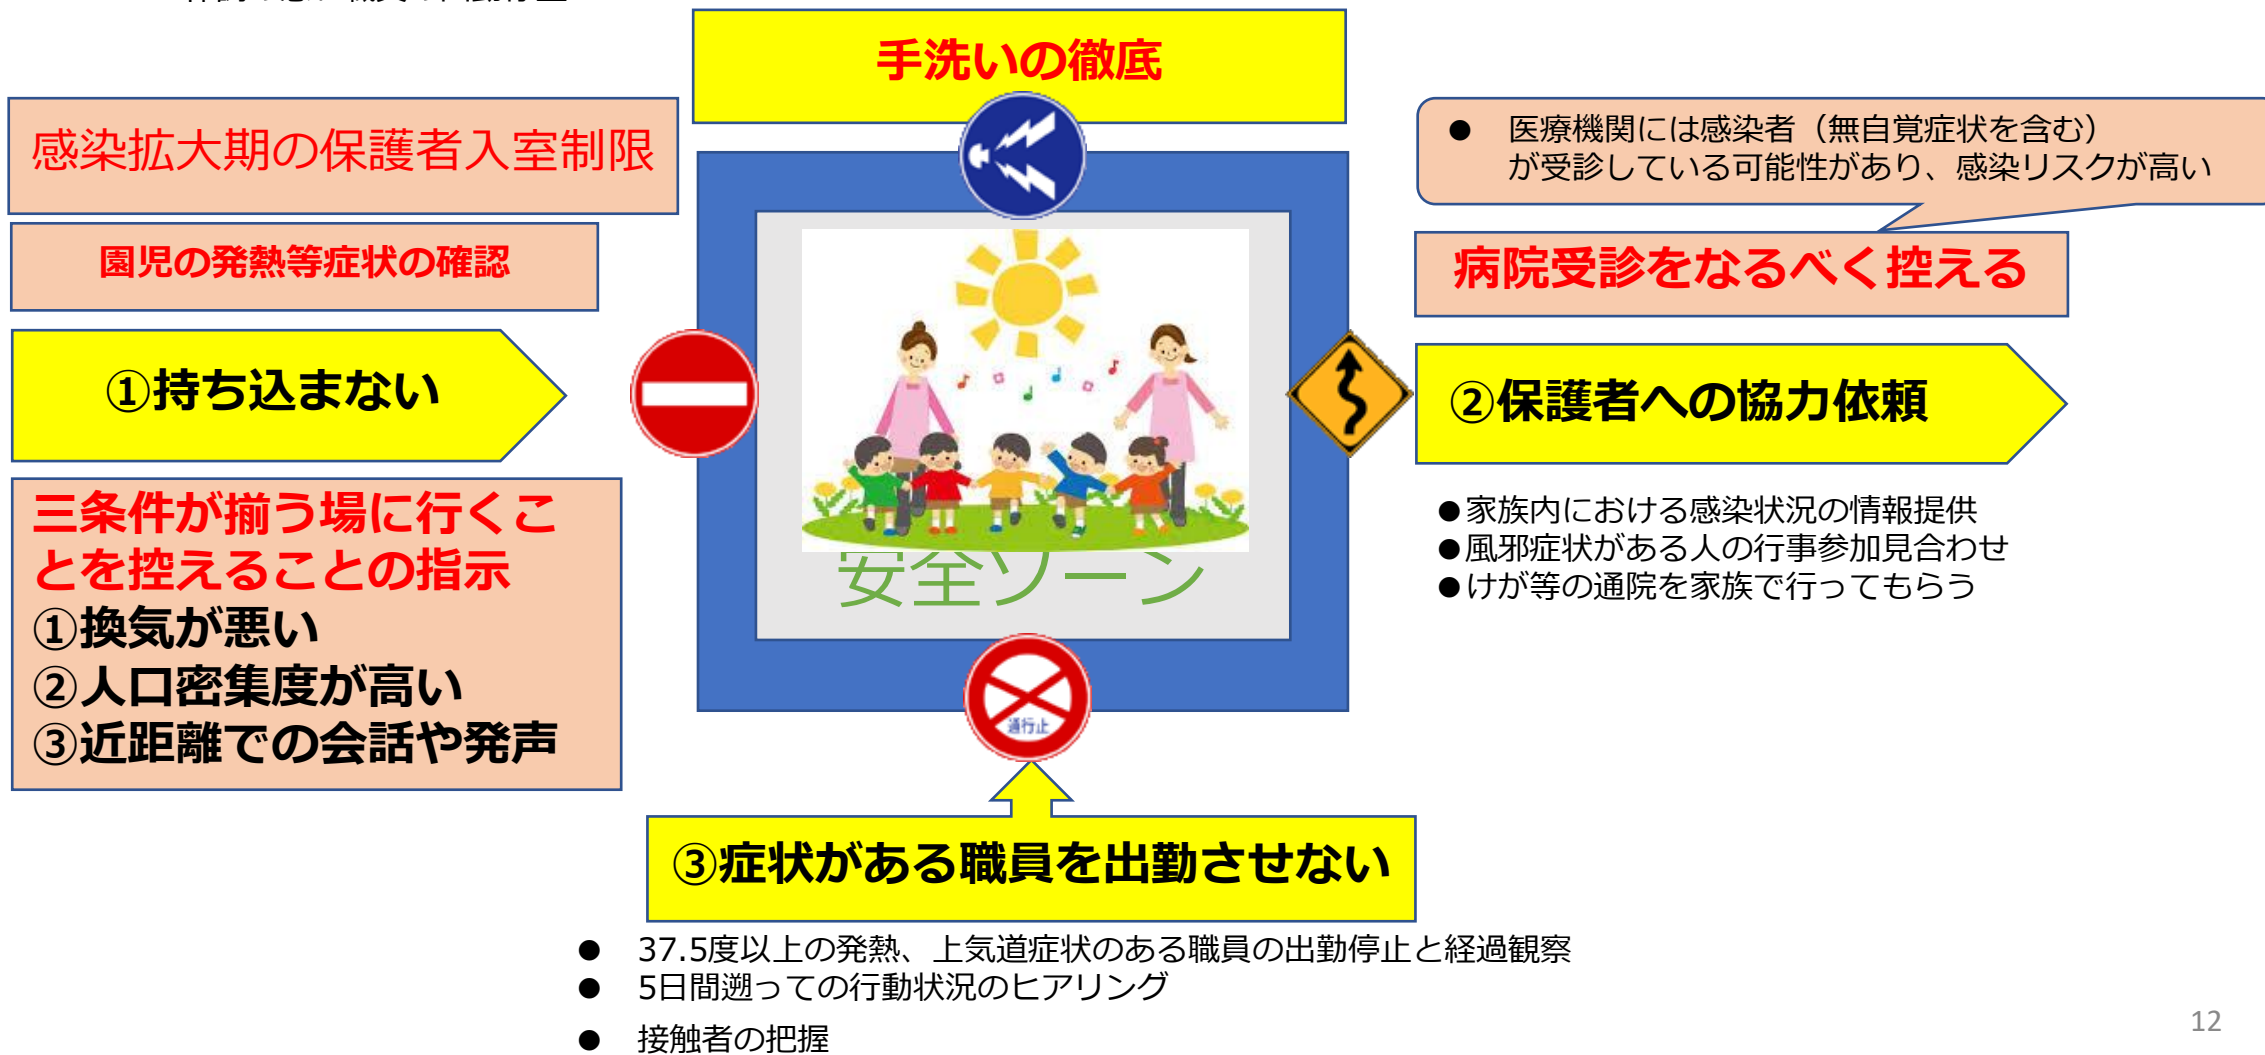 手洗いの徹底
感染拡大期の保護者入室制限
園児の発熱等症状の確認
①持ち込まない
三条件が揃う場に行くこ
とを控えることの指示
①換気が悪い
②人口密集度が高い
③近距離での会話や発声
安全ゾーン
通行止
● 医療機関には感染者（無自覚症状を含む）
が受診している可能性があり、感染リスクが高い
病院受診をなるべく控える
②保護者への協力依頼
●家族内における感染状況の情報提供
●風邪症状がある人の行事参加見合わせ
●けが等の通院を家族で行ってもらう
③症状がある職員を出勤させない
● 37.5度以上の発熱、上気道症状のある職員の出勤停止と経過観察
● 5日間遡っての行動状況のヒアリング
● 接触者の把握
12